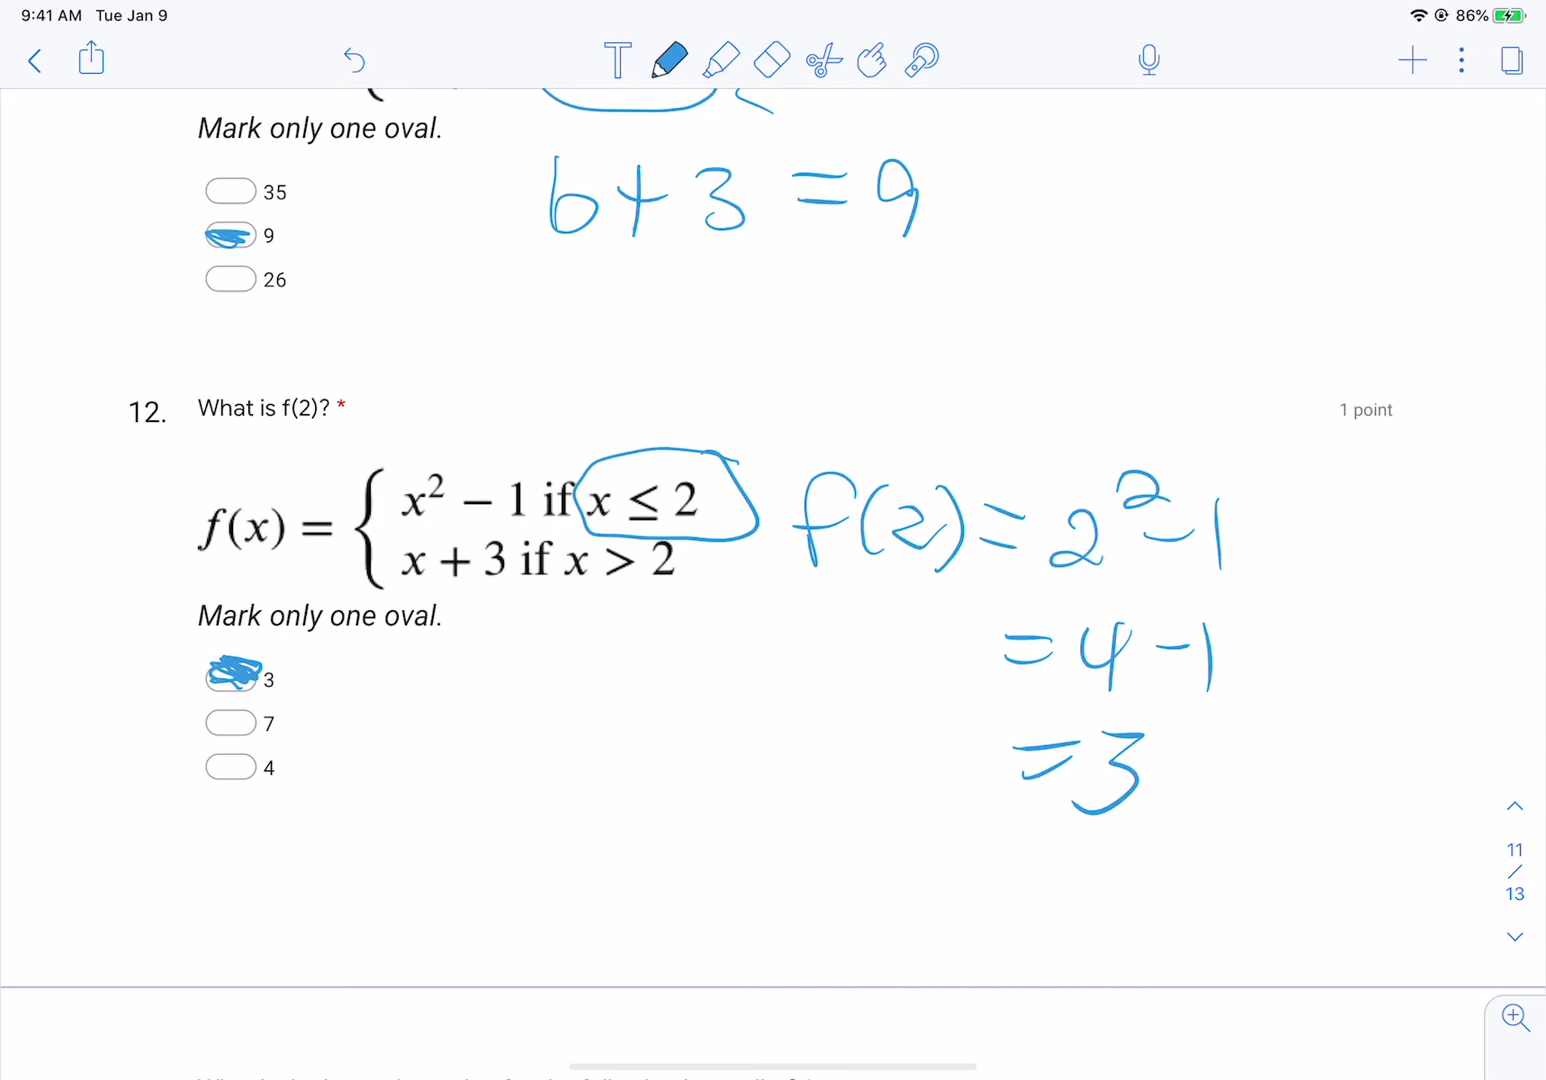 9:41 AM Tue Jan 9
86%
Mark only one oval.
6 + 3 = 9
35
9
26
12. What is f(2)? *
1 point
f(x) = { x² − 1 if x ≤ 2
x + 3 if x > 2
f(2) = 2² − 1
= 4 − 1
= 3
Mark only one oval.
3
7
4
11
/
13